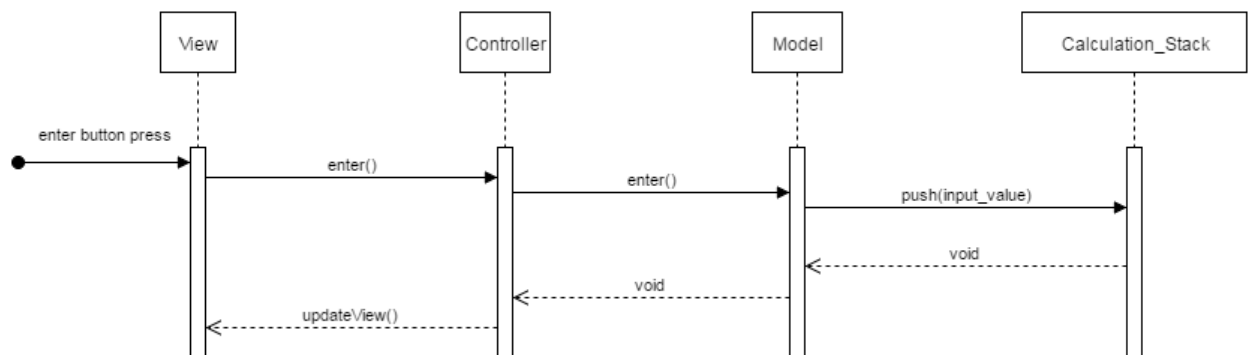 View
Controller
Model
Calculation_Stack
enter button press
enter()
enter()
push(input_value)
void
void
updateView()